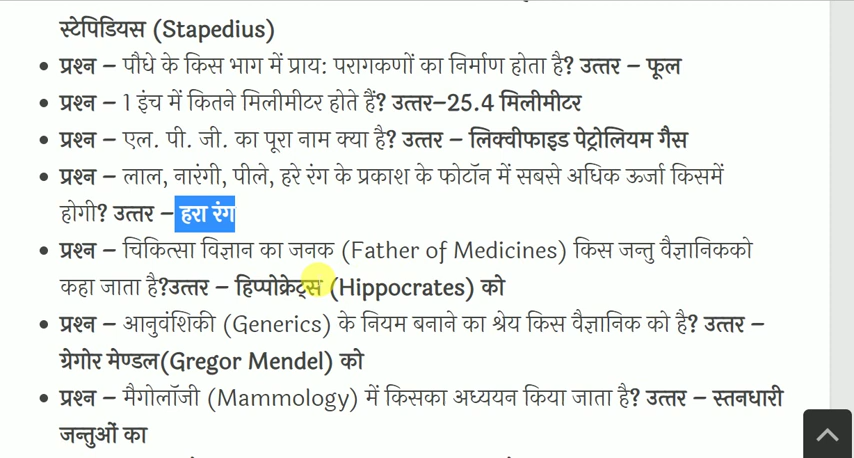 स्टेपिडियस (Stapedius)
प्रश्न – पौधे के किस भाग में प्राय: परागकणों का निर्माण होता है? उत्तर – फूल
प्रश्न – 1 इंच में कितने मिलीमीटर होते हैं? उत्तर–25.4 मिलीमीटर
प्रश्न – एल. पी. जी. का पूरा नाम क्या है? उत्तर – लिक्वीफाइड पेट्रोलियम गैस
प्रश्न – लाल, नारंगी, पीले, हरे रंग के प्रकाश के फोटॉन में सबसे अधिक ऊर्जा किसमें
होगी? उत्तर – हरा रंग
प्रश्न – चिकित्सा विज्ञान का जनक (Father of Medicines) किस जन्तु वैज्ञानिकको
कहा जाता है?उत्तर – हिप्पोक्रेट्स (Hippocrates) को
प्रश्न – आनुवंशिकी (Generics) के नियम बनाने का श्रेय किस वैज्ञानिक को है? उत्तर –
ग्रेगोर मेण्डल(Gregor Mendel) को
प्रश्न – मैगोलॉजी (Mammology) में किसका अध्ययन किया जाता है? उत्तर – स्तनधारी
जन्तुओं का